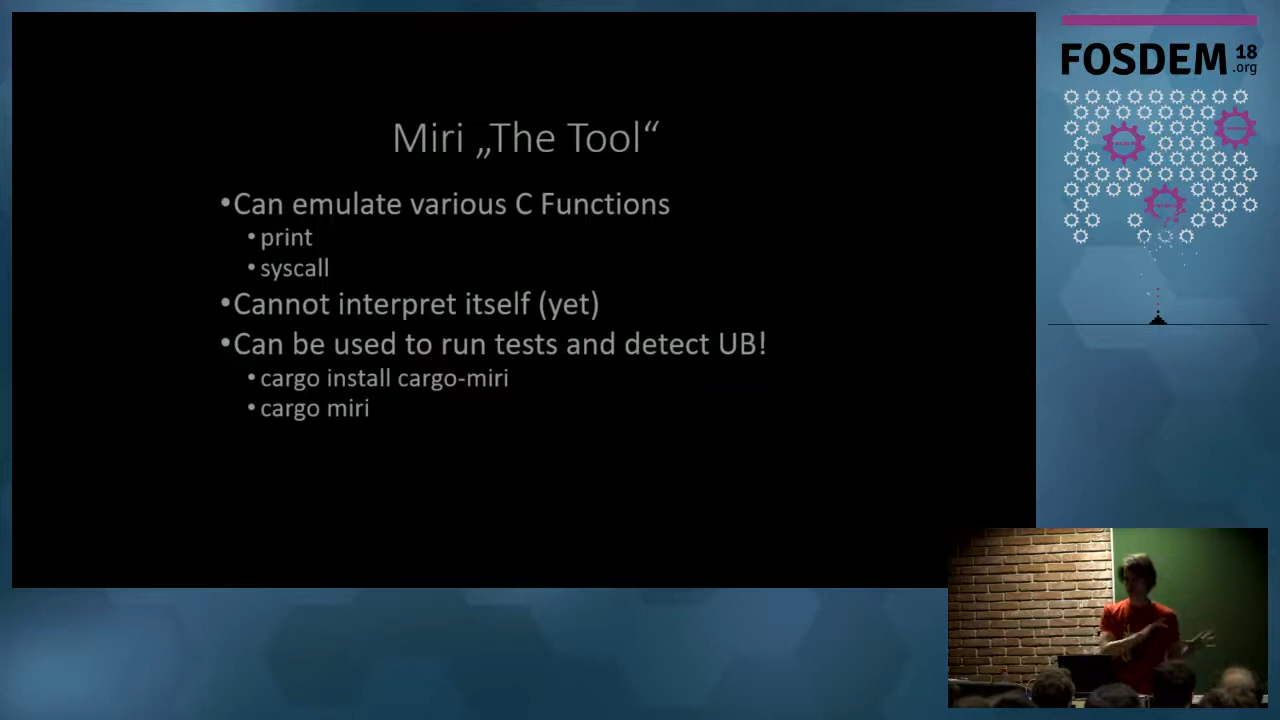 Miri „The Tool“
•Can emulate various C Functions
•print
•syscall
•Cannot interpret itself (yet)
•Can be used to run tests and detect UB!
•cargo install cargo-miri
•cargo miri
FOSDEM 18
.org